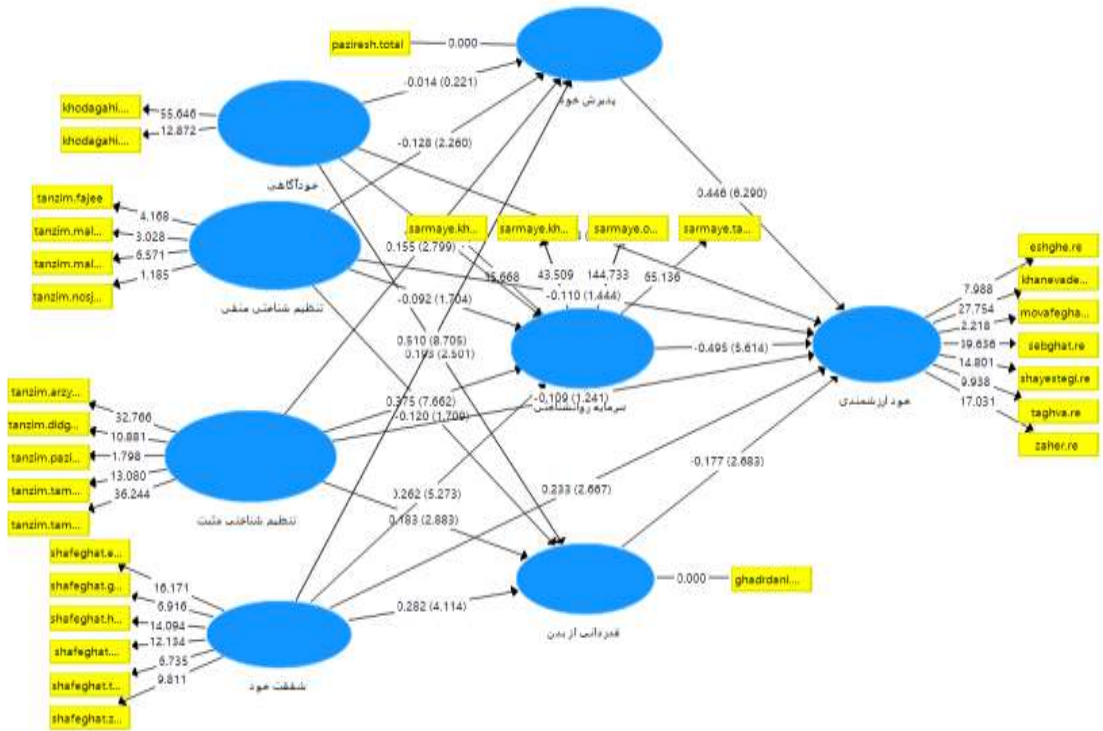 paziresh.total
0.000
پذیرش خود
-0.014 (0.221)
khodagahi....
55.646
khodagahi....
12.872
خودآگاهی
-0.128 (2.260)
0.446 (6.290)
tanzim.fajee
4.168
tanzim.mal...
3.028
tanzim.mal...
6.571
tanzim.nosj...
1.185
تنظیم شناختی منفی
sarmaye.kh...
sarmaye.kh...
sarmaye.o...
sarmaye.ta...
0.155 (2.799)
43.509
144.733
65.136
-0.092 (1.704)
-0.110 (1.444)
eshghe.re
7.988
khanevade...
27.754
movafegha...
2.218
sebghat.re
shayestegi.re
14.801
taghva.re
9.938
zaher.re
17.031
خود ارزشمندی
0.510 (8.705)
-0.495 (5.614)
سرمایه روانشناختی
-0.109 (1.241)
0.375 (7.662)
-0.120 (1.709)
-0.177 (2.683)
tanzim.arzy...
32.766
tanzim.didg...
10.881
tanzim.pazi...
1.798
tanzim.tam...
13.080
tanzim.tam...
36.244
تنظیم شناختی مثبت
0.262 (5.273)
0.233 (2.667)
0.183 (2.883)
shafeghat.e...
16.171
shafeghat.g...
6.916
shafeghat.h...
14.094
shafeghat....
12.134
shafeghat.t...
6.735
shafeghat.z...
9.811
شفقت خود
0.282 (4.114)
0.000
ghadrdani....
قدردانی از بدن